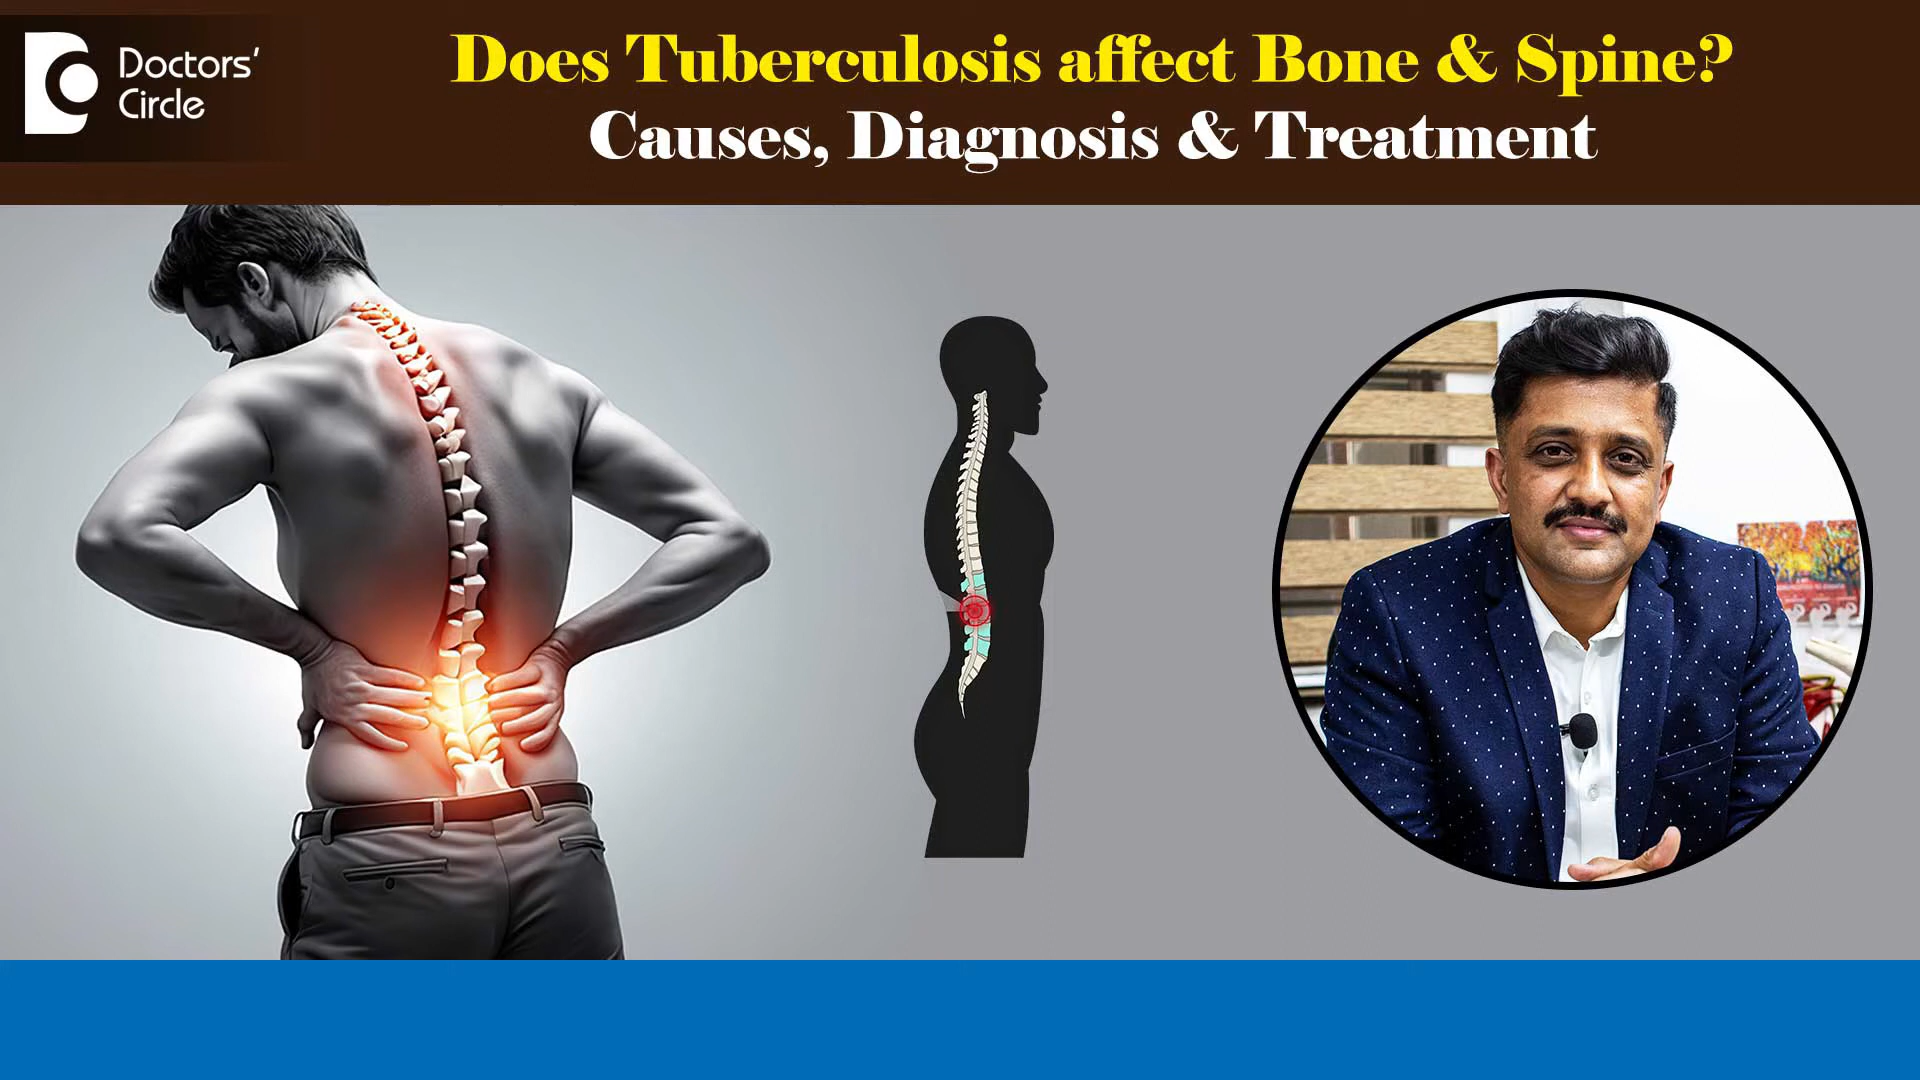 Doctors'
Circle
Does Tuberculosis affect Bone & Spine?
Causes, Diagnosis & Treatment